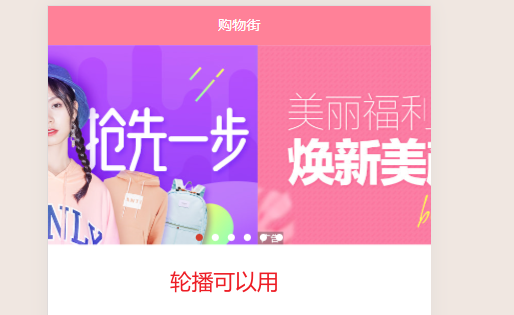 购物街
抢先一步
美丽福利
焕新美
轮播可以用